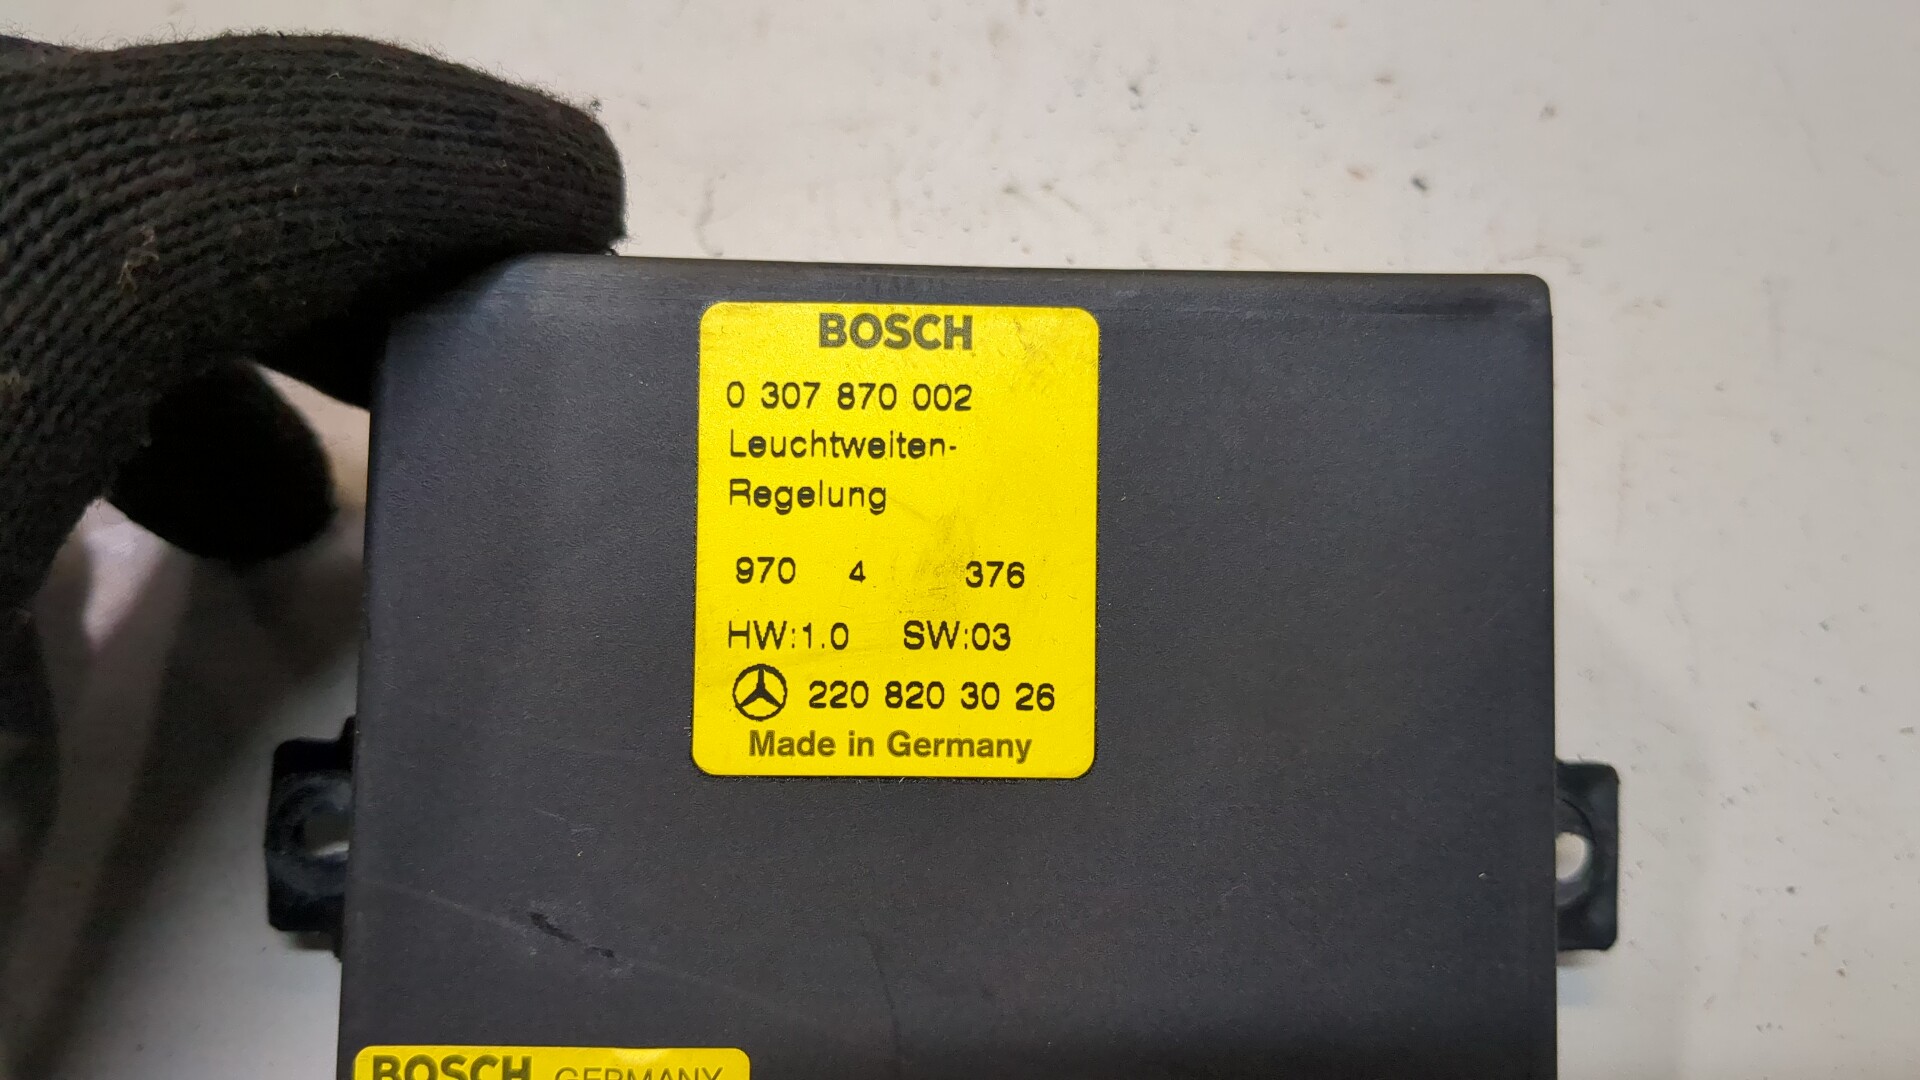 BOSCH
0 307 870 002
Leuchtweiten-
Regelung
970 4 376
HW:1.0 SW:03
220 820 30 26
Made in Germany
BOSCH GERMANY